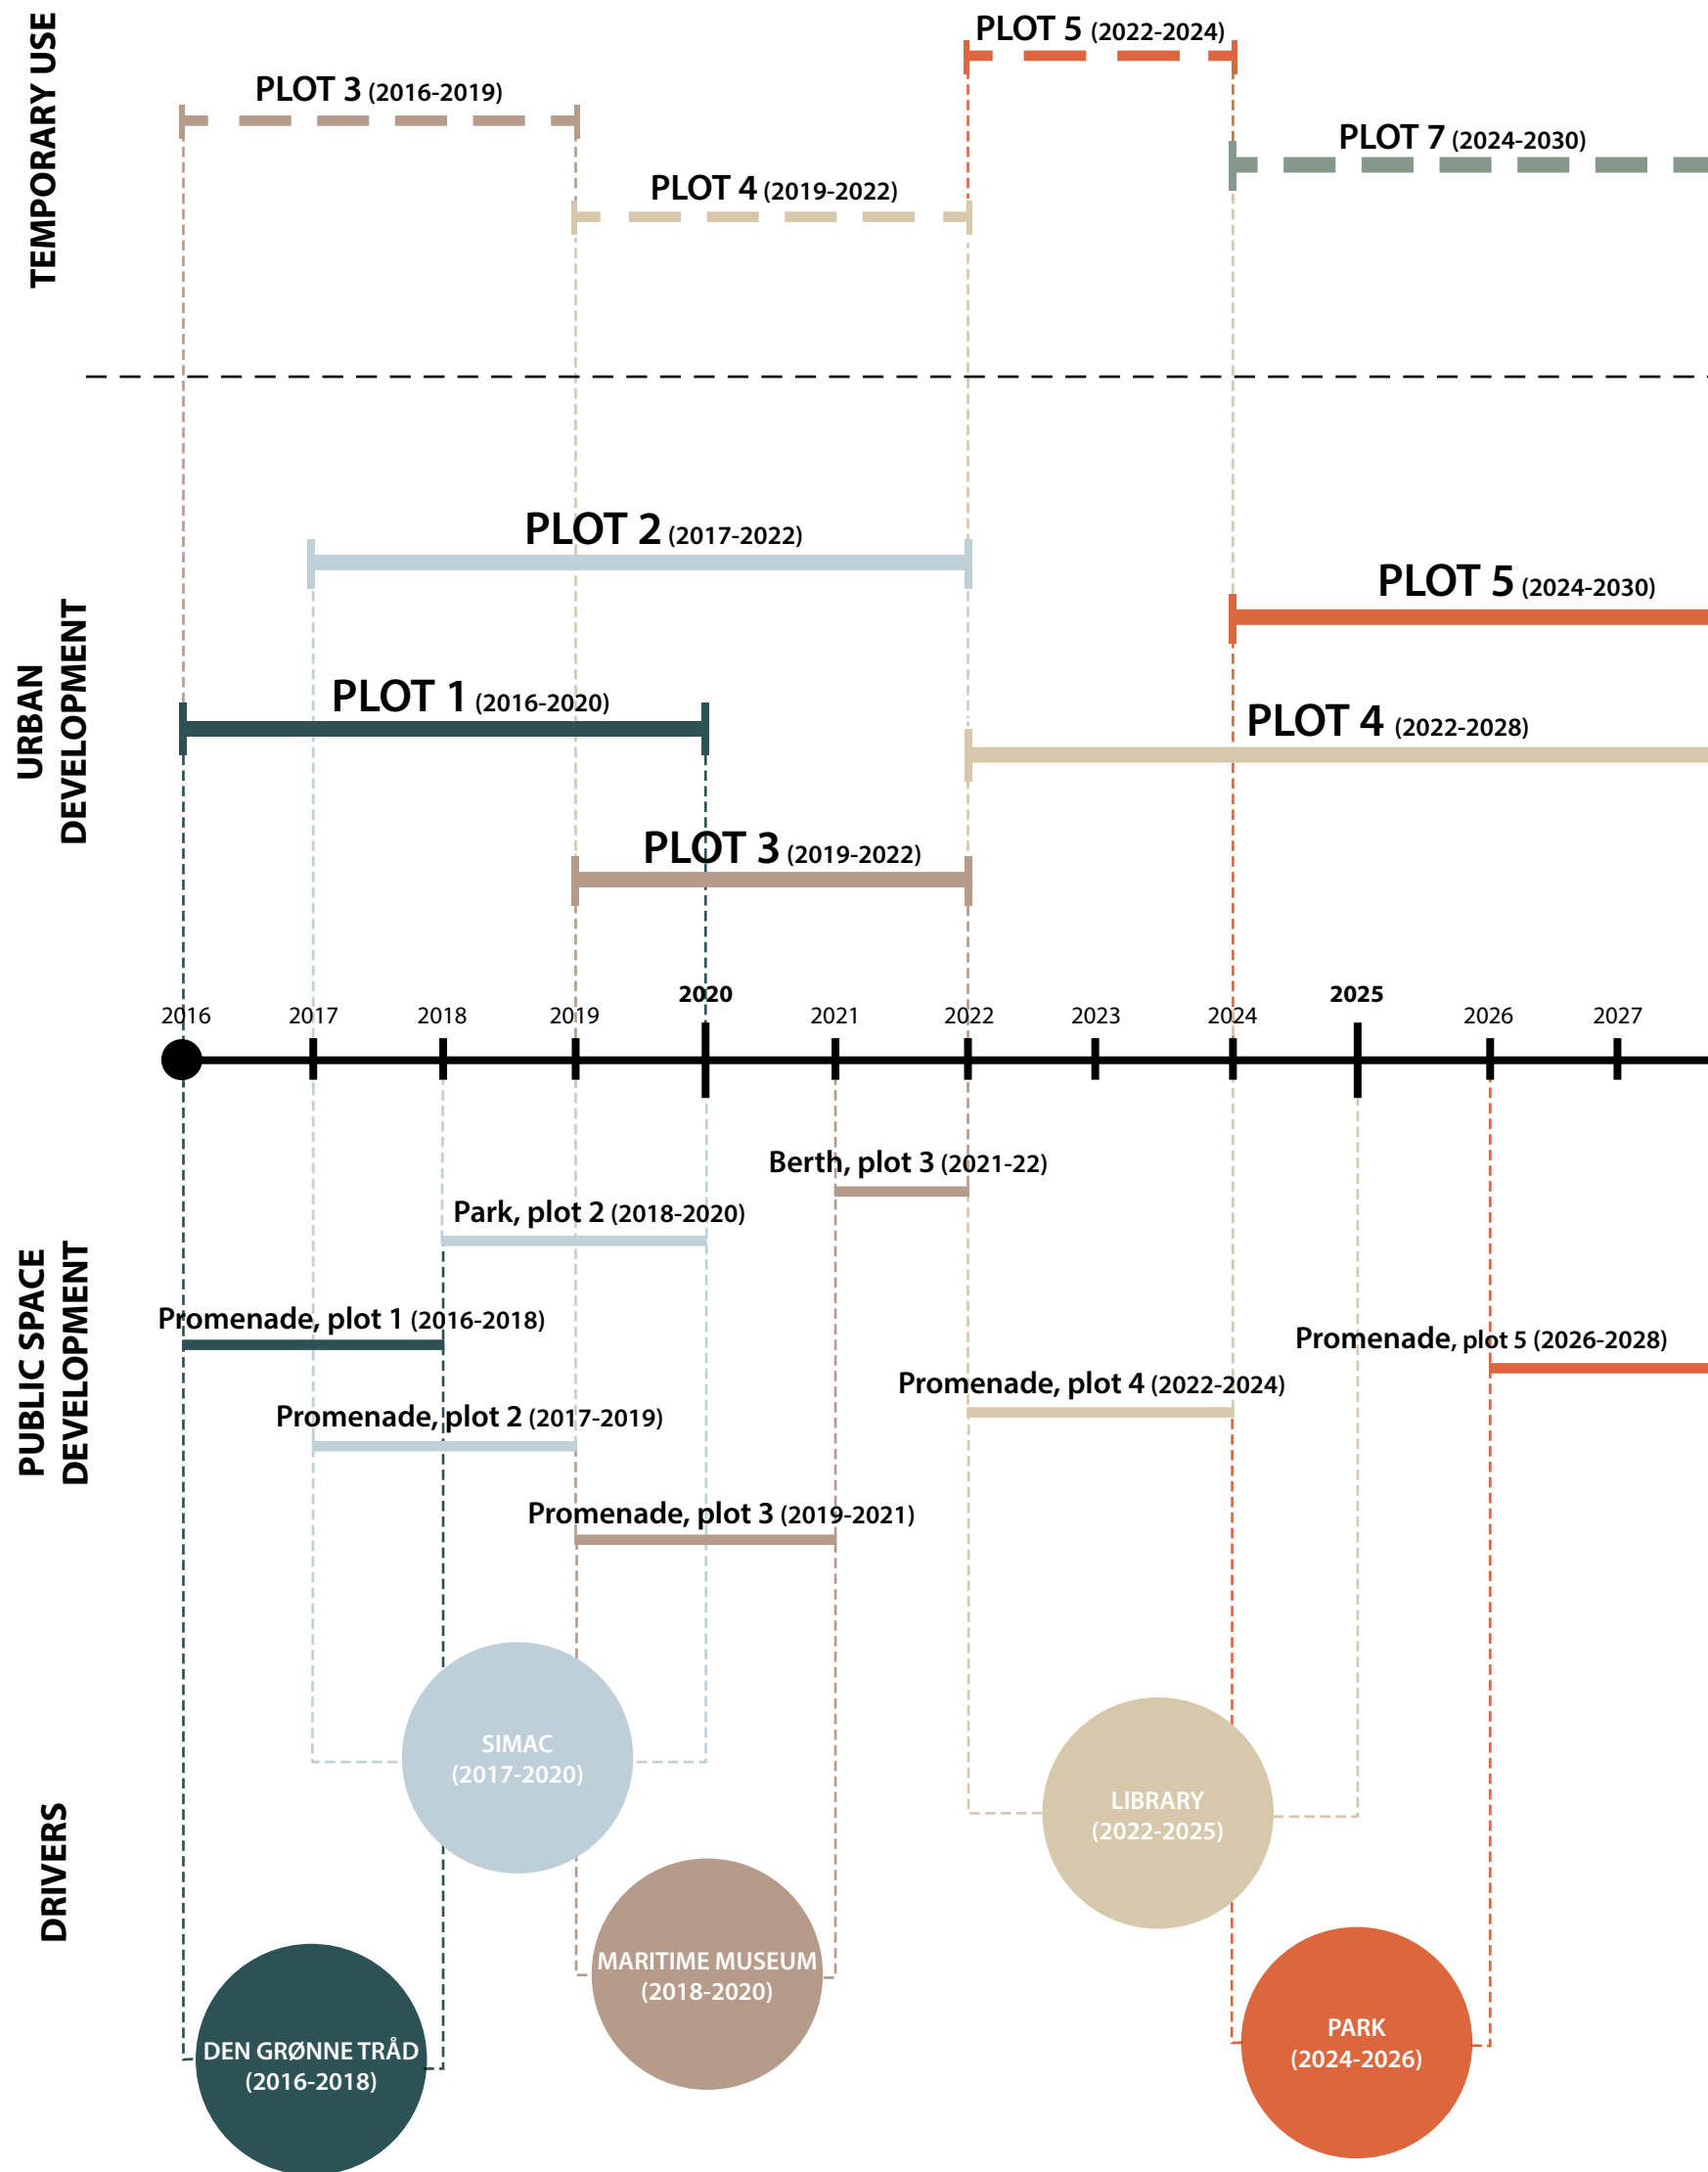 TEMPORARY USE
PLOT 5 (2022-2024)
PLOT 3 (2016-2019)
PLOT 7 (2024-2030)
PLOT 4 (2019-2022)
URBAN
DEVELOPMENT
PLOT 2 (2017-2022)
PLOT 5 (2024-2030)
PLOT 1 (2016-2020)
PLOT 4 (2022-2028)
PLOT 3 (2019-2022)
2016 2017 2018 2019 2020 2021 2022 2023 2024 2025 2026 2027
PUBLIC SPACE
DEVELOPMENT
Berth, plot 3 (2021-22)
Park, plot 2 (2018-2020)
Promenade, plot 1 (2016-2018)
Promenade, plot 5 (2026-2028)
Promenade, plot 4 (2022-2024)
Promenade, plot 2 (2017-2019)
Promenade, plot 3 (2019-2021)
DRIVERS
SIMAC
(2017-2020)
LIBRARY
(2022-2025)
MARITIME MUSEUM
(2018-2020)
PARK
(2024-2026)
DEN GRØNNE TRÅD
(2016-2018)